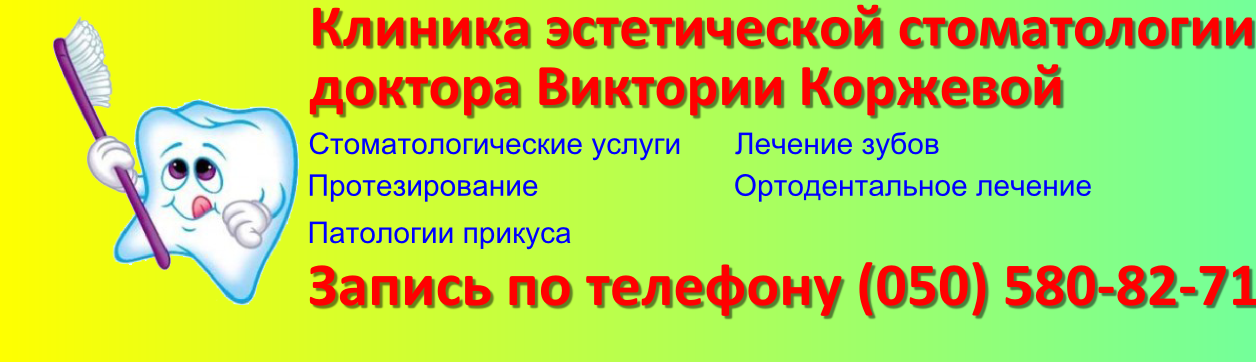 Клиника эстетической стоматологии
доктора Виктории Коржевой
Стоматологические услуги Лечение зубов
Протезирование Ортодентальное лечение
Патологии прикуса
Запись по телефону (050) 580-82-71